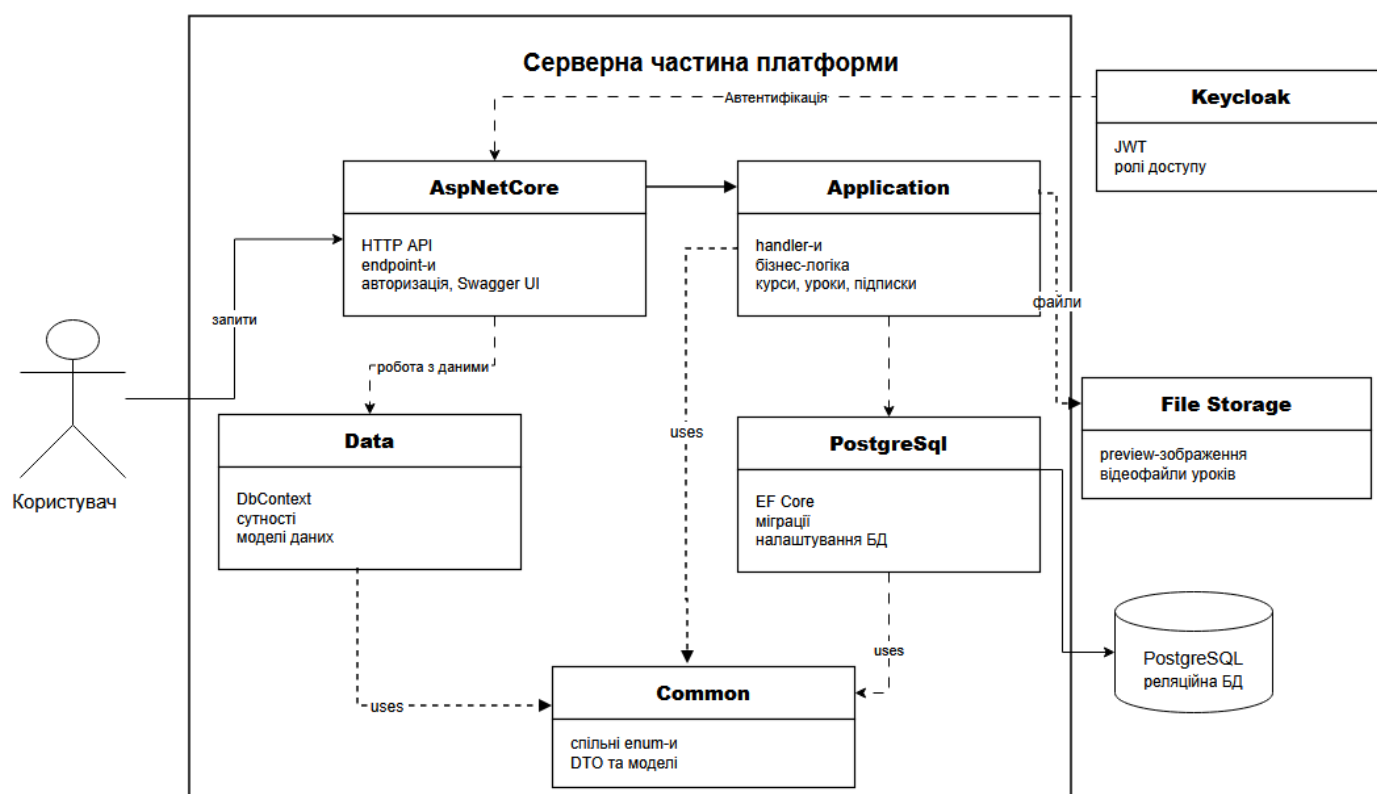 Серверна частина платформи
Автентифікація
Keycloak
JWT
ролі доступу
AspNetCore
HTTP API
endpoint-и
авторизація, Swagger UI
Application
handler-и
бізнес-логіка
курси, уроки, підписки
запити
файли
робота з даними
Користувач
Data
DbContext
сутності
моделі даних
uses
PostgreSql
EF Core
міграції
налаштування БД
File Storage
preview-зображення
відеофайли уроків
PostgreSQL
реляційна БД
uses
uses
Common
спільні enum-и
DTO та моделі